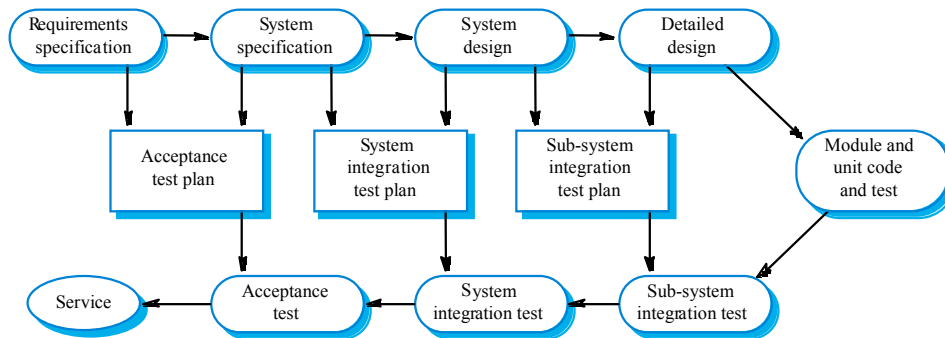 Requirements
specification
System
specification
System
design
Detailed
design
Acceptance
test plan
System
integration
test plan
Sub-system
integration
test plan
Module and
unit code
and test
Service
Acceptance
test
System
integration test
Sub-system
integration test